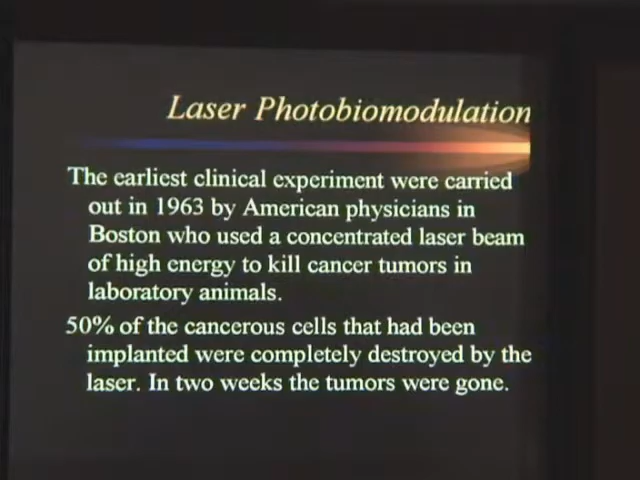 Laser Photobiomodulation
The earliest clinical experiment were carried
out in 1963 by American physicians in
Boston who used a concentrated laser beam
of high energy to kill cancer tumors in
laboratory animals.
50% of the cancerous cells that had been
implanted were completely destroyed by the
laser. In two weeks the tumors were gone.